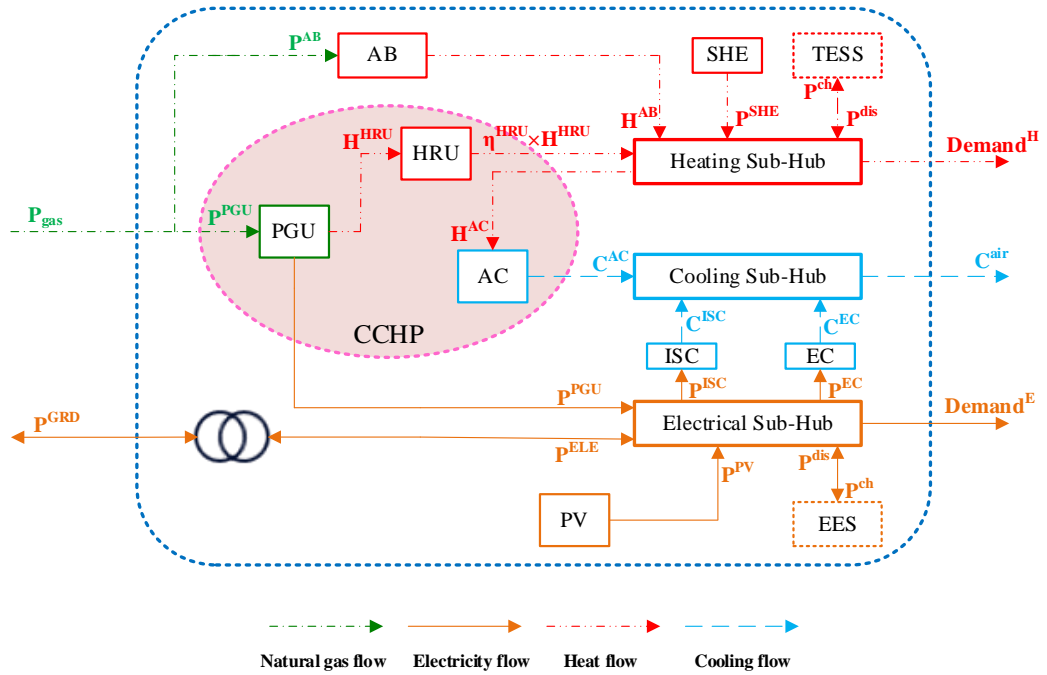 P^AB
AB
SHE
TESS
P^ch
H^AB
P^SHE
P^dis
H^HRU
HRU
η^HRU×H^HRU
Heating Sub-Hub
Demand^H
P_gas
P^PGU
PGU
H^AC
AC
C^AC
Cooling Sub-Hub
C^air
CCHP
C^ISC
C^EC
ISC
EC
P^ISC
P^EC
P^PGU
Electrical Sub-Hub
Demand^E
P^GRD
P^ELE
P^PV
P^dis
P^ch
PV
EES
Natural gas flow
Electricity flow
Heat flow
Cooling flow